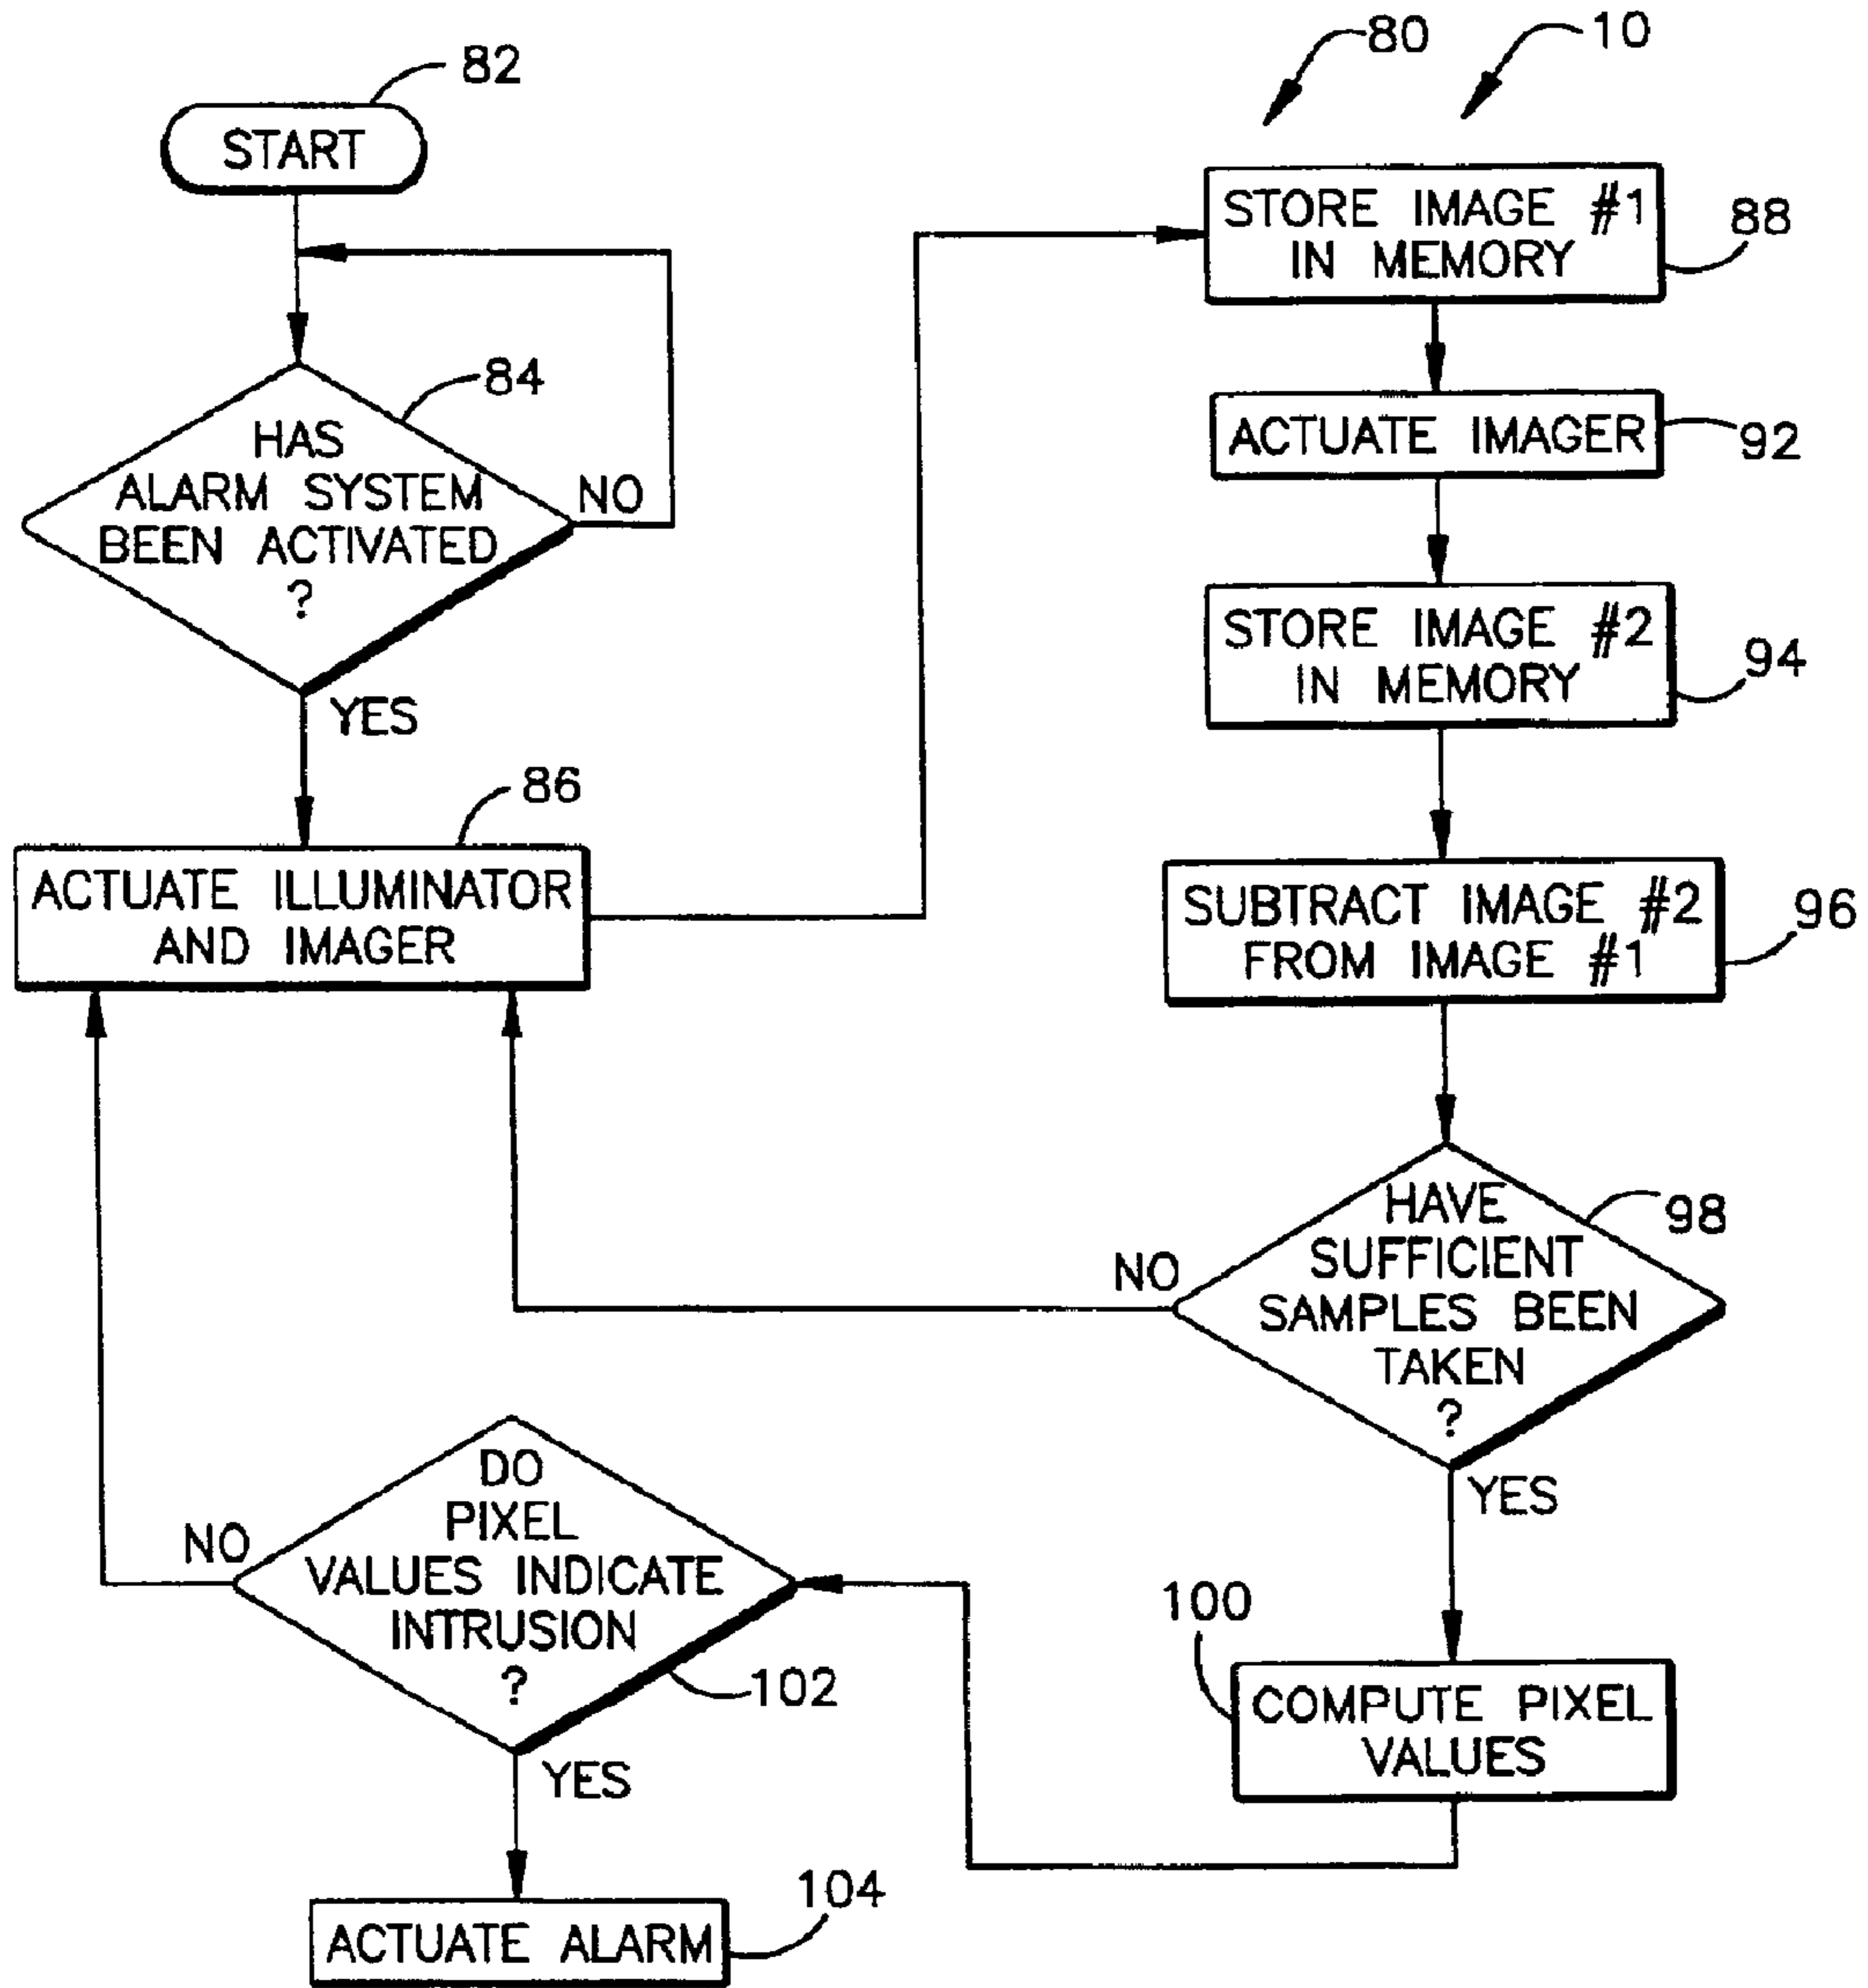 82
START
84
HAS
ALARM SYSTEM
BEEN ACTIVATED
?
NO
YES
86
ACTUATE ILLUMINATOR
AND IMAGER
80
10
STORE IMAGE #1
IN MEMORY
88
ACTUATE IMAGER
92
STORE IMAGE #2
IN MEMORY
94
SUBTRACT IMAGE #2
FROM IMAGE #1
96
HAVE
SUFFICIENT
SAMPLES BEEN
TAKEN
?
98
NO
YES
100
COMPUTE PIXEL
VALUES
DO
PIXEL
VALUES INDICATE
INTRUSION
?
102
NO
YES
104
ACTUATE ALARM